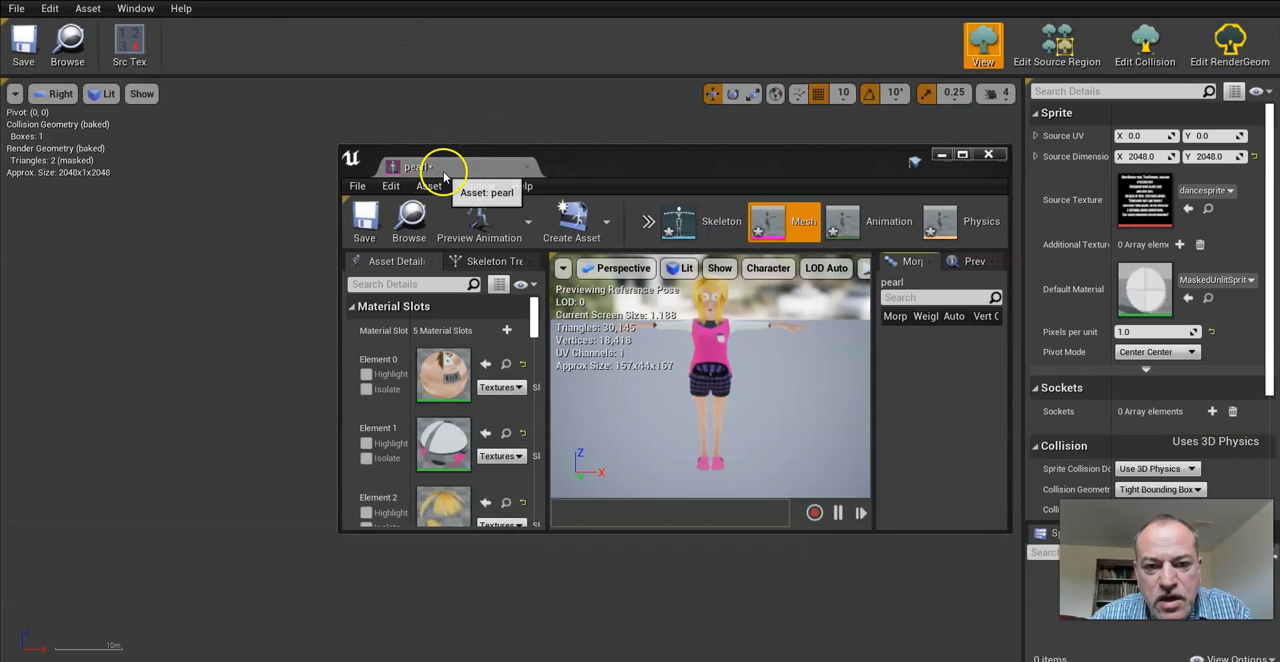 File Edit Asset Window Help
Save Browse Src Tex View Edit Source Region Edit Collision Edit RenderGeom
Right Lit Show 10 10° 0.25 4
Pivot: (0, 0)
Collision Geometry (baked)
Boxes: 1
Render Geometry (baked)
Triangles: 2 (masked)
Approx. Size: 2048x1x2048
10m
pearl•
File Edit Asset Help
Asset: pearl
Save Browse Preview Animation Create Asset Skeleton Mesh Animation Physics
Asset Detail Skeleton Tre
Search Details
Material Slots
Material Slot 5 Material Slots
Element 0
Highlight
Isolate
Textures
Element 1
Highlight
Isolate
Textures
Element 2
Highlight
Perspective Lit Show Character LOD Auto
Previewing Reference Pose
LOD: 0
Current Screen Size: 1.188
Triangles: 30,145
Vertices: 18,418
UV Channels: 1
Approx Size: 157x44x167
Z
X
Y
Morp Prev
pearl
Search
Morp Weigl Auto Vert C
Search Details
Sprite
Source UV X 0.0 Y 0.0
Source Dimensio X 2048.0 Y 2048.0
Source Texture dancesprite
Additional Textur 0 Array eleme
Default Material MaskedUnlitSprit
Pixels per unit 1.0
Pivot Mode Center Center
Sockets
Sockets 0 Array elements
Collision Uses 3D Physics
Sprite Collision Do Use 3D Physics
Collision Geometr Tight Bounding Box
Colli
Sp
Search
0 items View Options